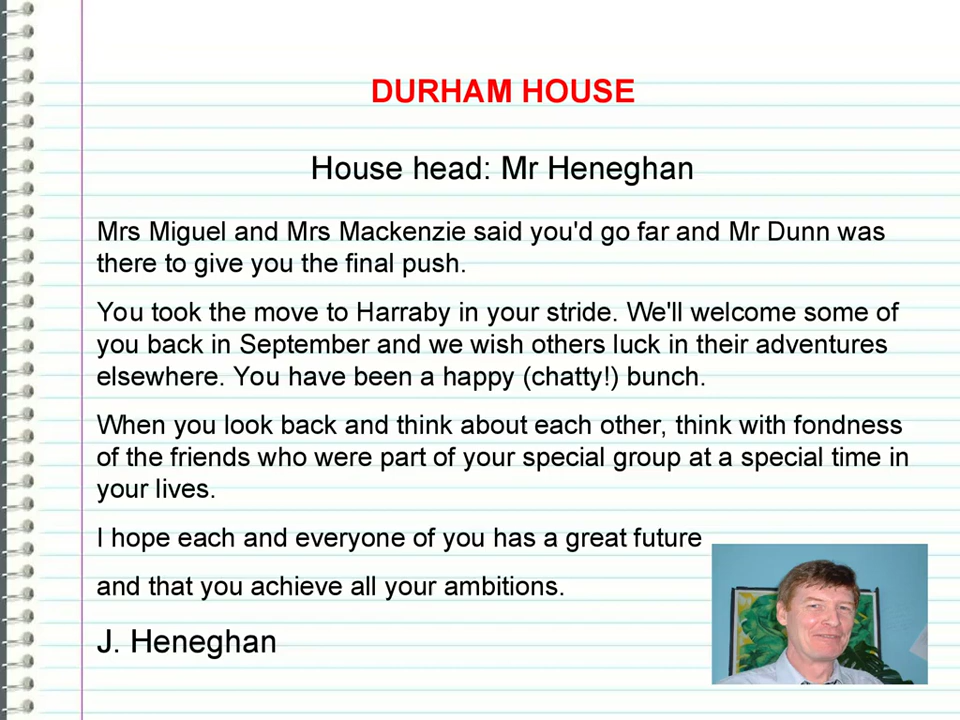 DURHAM HOUSE
House head: Mr Heneghan
Mrs Miguel and Mrs Mackenzie said you'd go far and Mr Dunn was
there to give you the final push.
You took the move to Harraby in your stride. We'll welcome some of
you back in September and we wish others luck in their adventures
elsewhere. You have been a happy (chatty!) bunch.
When you look back and think about each other, think with fondness
of the friends who were part of your special group at a special time in
your lives.
I hope each and everyone of you has a great future
and that you achieve all your ambitions.
J. Heneghan